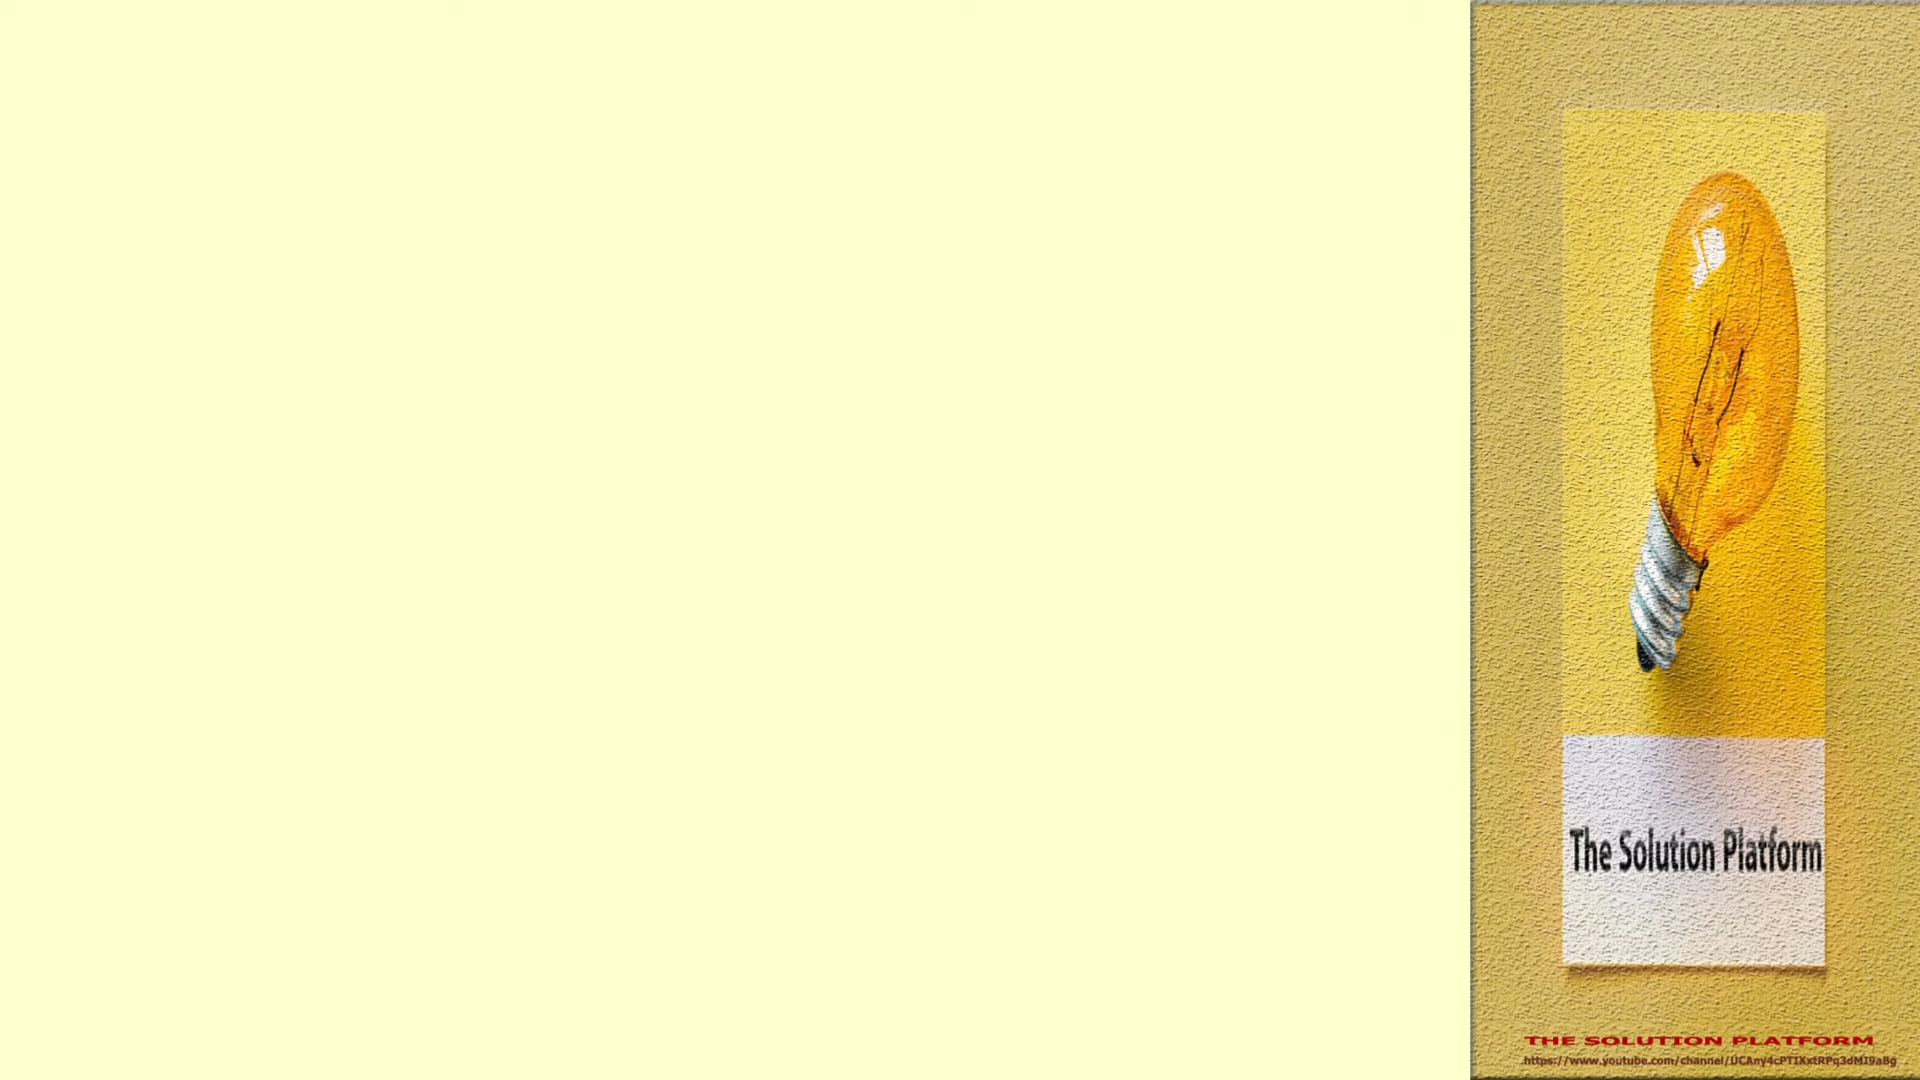 The Solution Platform
THE SOLUTION PLATFORM
https://www.youtube.com/channel/UCAny4cPTIXxtRPq3dMI9aBg